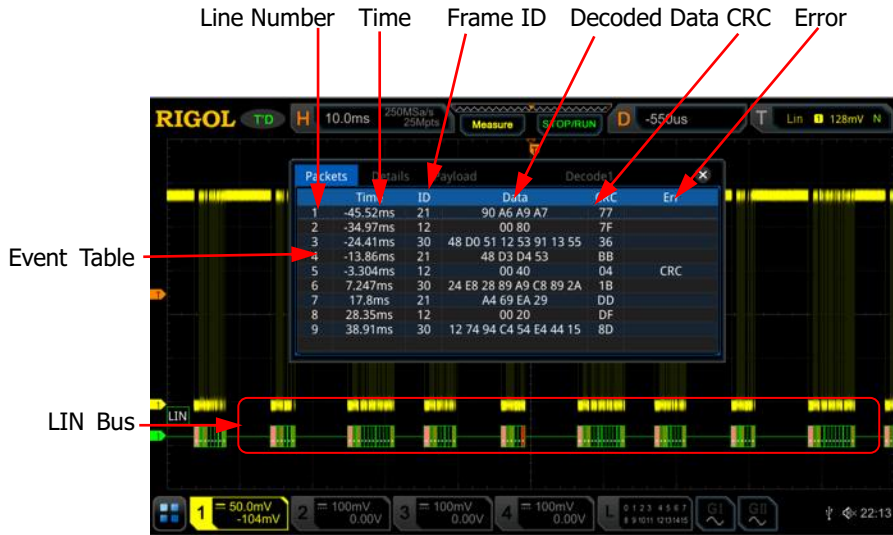 Line Number Time Frame ID Decoded Data CRC Error
RIGOL T'D H 10.0ms 250MSa/s 25Mpts Measure STOP/RUN D -550us T Lin 1 128mV N
T
Packets Details Payload Decode1
Time ID Data CRC Err
1 -45.52ms 21 90 A6 A9 A7 77
2 -34.97ms 12 00 80 7F
3 -24.41ms 30 48 D0 51 12 53 91 13 55 36
4 -13.86ms 21 48 D3 D4 53 BB
5 -3.304ms 12 00 40 04 CRC
6 7.247ms 30 24 E8 28 89 A9 C8 89 2A 1B
7 17.8ms 21 A4 69 EA 29 DD
8 28.35ms 12 00 20 DF
9 38.91ms 30 12 74 94 C4 54 E4 44 15 8D
Event Table
T
LIN
LIN Bus
1 50.0mV -104mV 2 100mV 0.00V 3 100mV 0.00V 4 100mV 0.00V L 0 1 2 3 4 5 6 7 8 9 10 11 12 13 14 15 GI GII 22:13